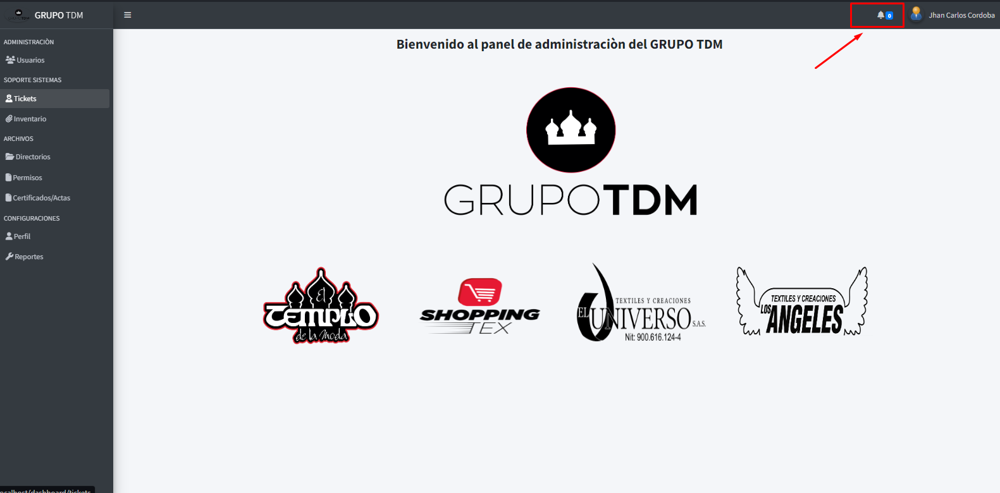 GRUPO TDM
0
Jhan Carlos Cordoba
ADMINISTRACIÒN
Usuarios
SOPORTE SISTEMAS
Tickets
Inventario
ARCHIVOS
Directorios
Permisos
Certificados/Actas
CONFIGURACIONES
Perfil
Reportes
Bienvenido al panel de administraciòn del GRUPO TDM
GRUPOTDM
El
TEMPLO
de la Moda
SHOPPING
TEX
TEXTILES Y CREACIONES
EL UNIVERSO S.A.S.
Nit: 900.616.124-4
TEXTILES Y CREACIONES
LOS ANGELES
ocalhost/dashboard/tickets